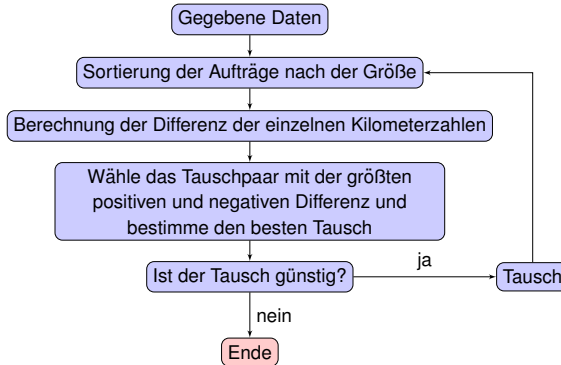 Gegebene Daten
Sortierung der Aufträge nach der Größe
Berechnung der Differenz der einzelnen Kilometerzahlen
Wähle das Tauschpaar mit der größten
positiven und negativen Differenz und
bestimme den besten Tausch
Ist der Tausch günstig?
ja
Tausch
nein
Ende